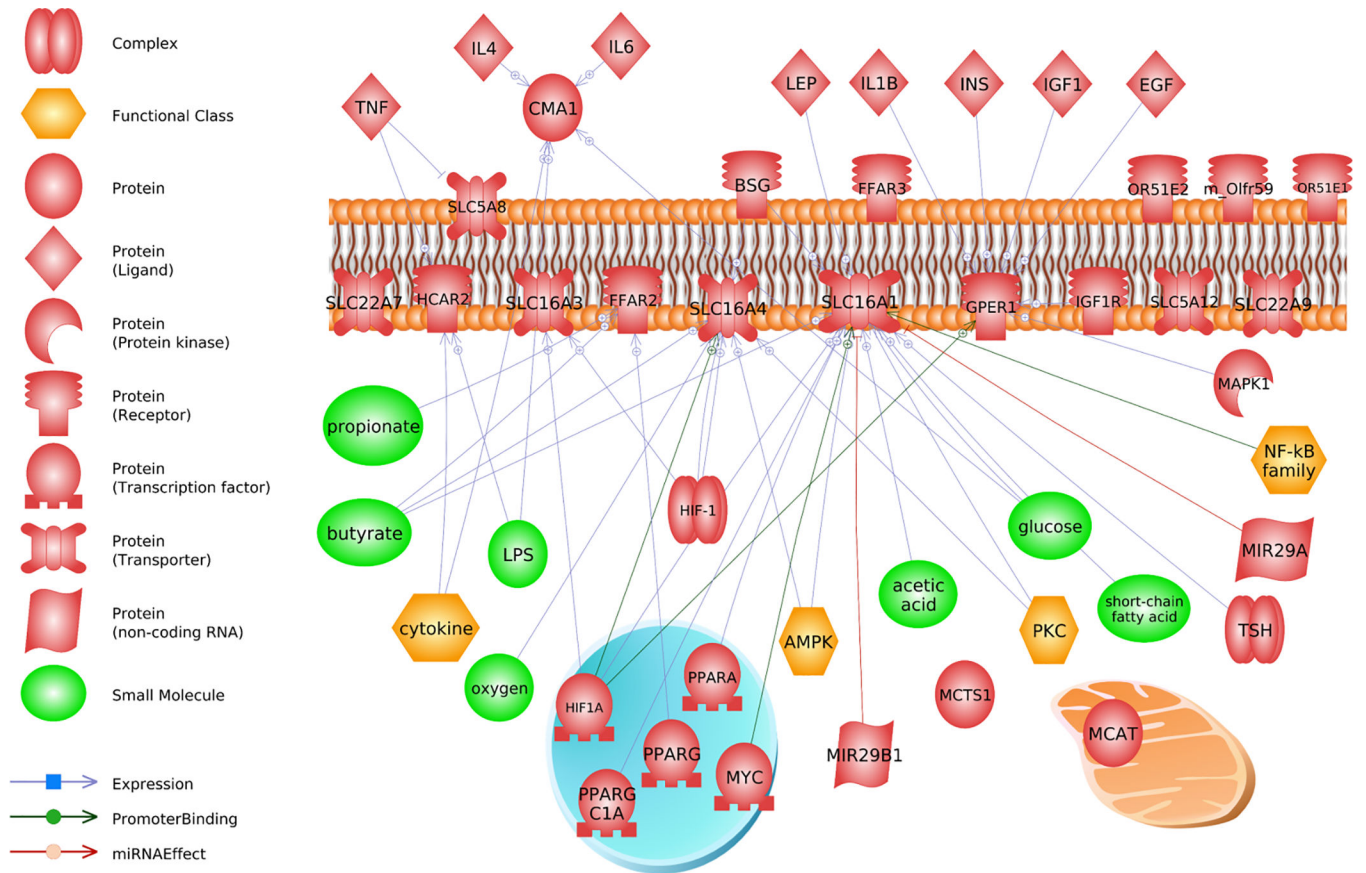 Complex
Functional Class
Protein
Protein
(Ligand)
Protein
(Protein kinase)
Protein
(Receptor)
Protein
(Transcription factor)
Protein
(Transporter)
Protein
(non-coding RNA)
Small Molecule
Expression
PromoterBinding
miRNAEffect
IL4
IL6
TNF
CMA1
LEP
IL1B
INS
IGF1
EGF
SLC5A8
BSG
FFAR3
OR51E2
m_Olfr59
OR51E1
SLC22A7
HCAR2
SLC16A3
FFAR2
SLC16A4
SLC16A1
GPER1
IGF1R
SLC5A12
SLC22A9
MAPK1
propionate
NF-kB
family
butyrate
LPS
HIF-1
glucose
MIR29A
acetic
acid
short-chain
fatty acid
cytokine
AMPK
PKC
TSH
oxygen
HIF1A
PPARA
MCTS1
PPARG
MYC
MIR29B1
MCAT
PPARG
C1A